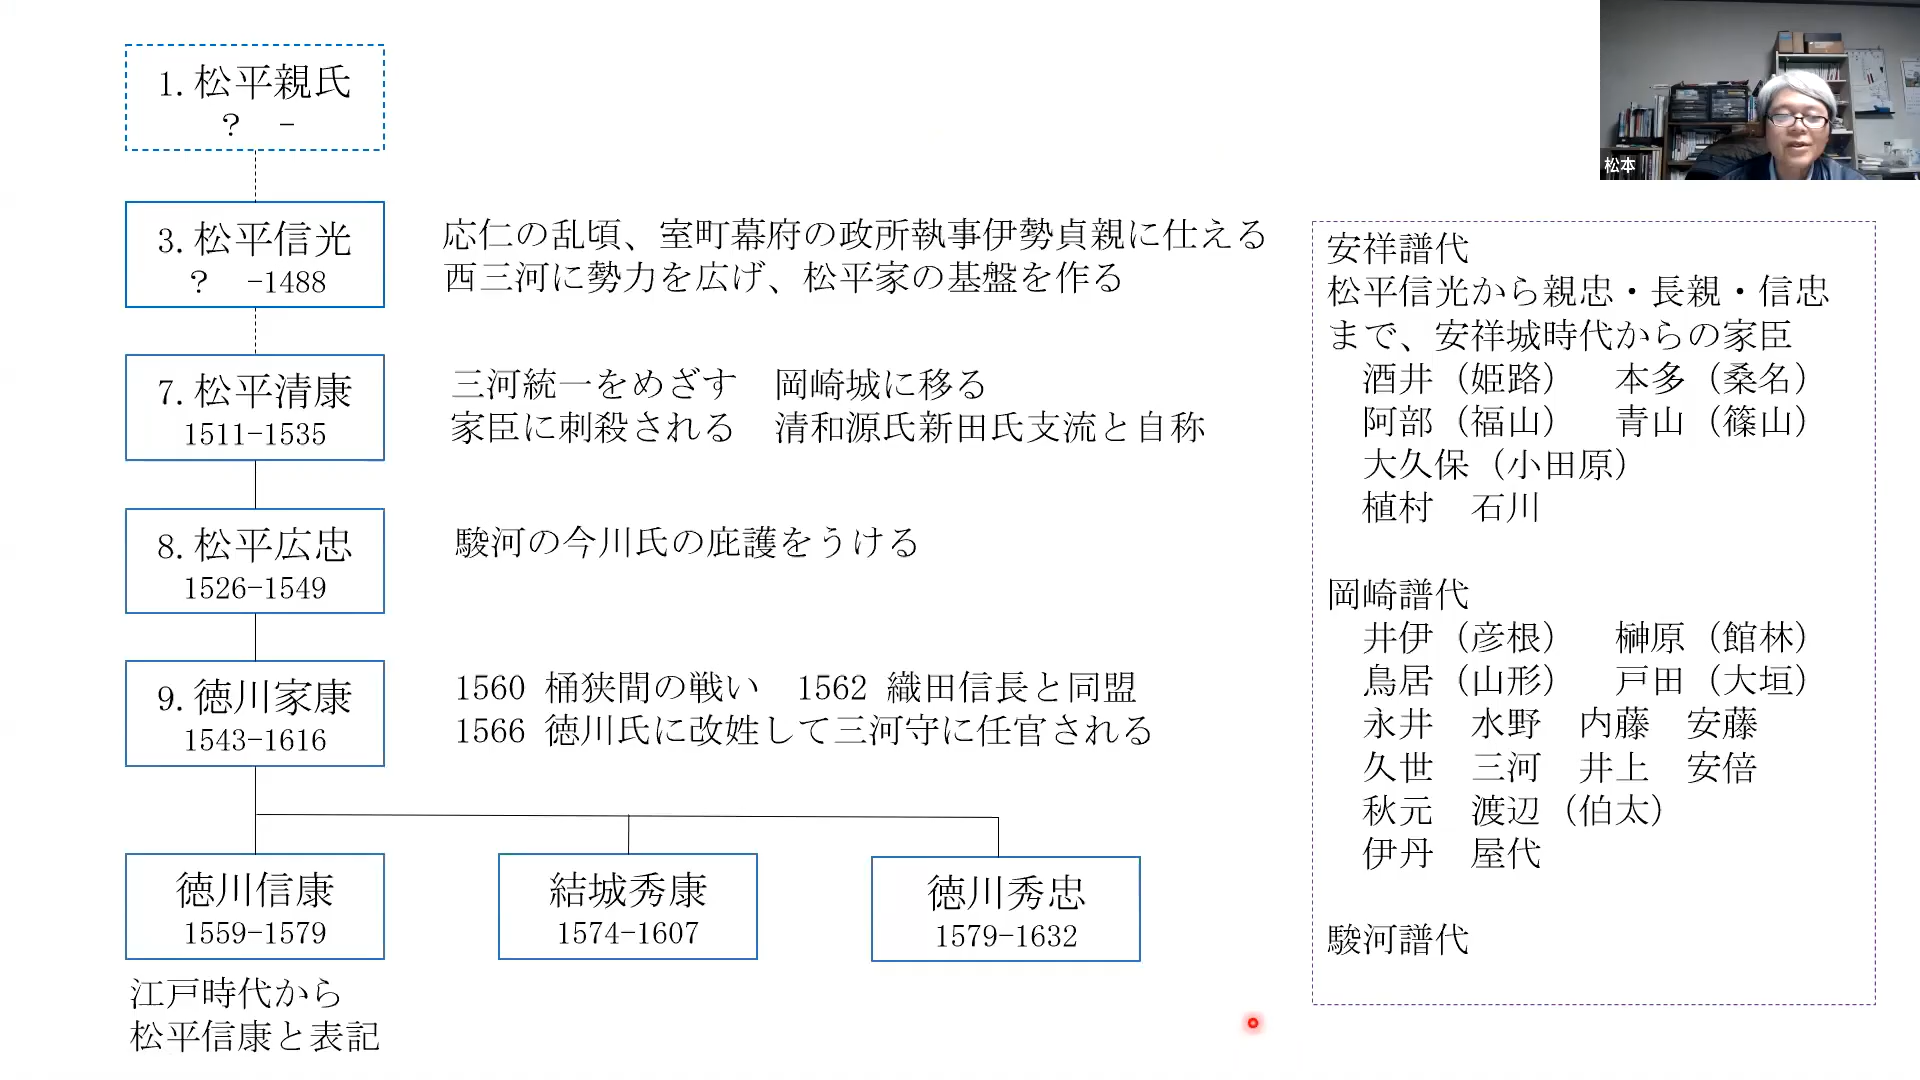 1.松平親氏
？　-
3.松平信光
？　-1488
応仁の乱頃、室町幕府の政所執事伊勢貞親に仕える
西三河に勢力を広げ、松平家の基盤を作る
7.松平清康
1511-1535
三河統一をめざす　岡崎城に移る
家臣に刺殺される　清和源氏新田氏支流と自称
8.松平広忠
1526-1549
駿河の今川氏の庇護をうける
9.徳川家康
1543-1616
1560 桶狭間の戦い　1562 織田信長と同盟
1566 徳川氏に改姓して三河守に任官される
徳川信康
1559-1579
結城秀康
1574-1607
徳川秀忠
1579-1632
江戸時代から
松平信康と表記
松本
安祥譜代
松平信光から親忠・長親・信忠
まで、安祥城時代からの家臣
酒井（姫路）　本多（桑名）
阿部（福山）　青山（篠山）
大久保（小田原）
植村　石川
岡崎譜代
井伊（彦根）　榊原（館林）
鳥居（山形）　戸田（大垣）
永井　水野　内藤　安藤
久世　三河　井上　安倍
秋元　渡辺（伯太）
伊丹　屋代
駿河譜代